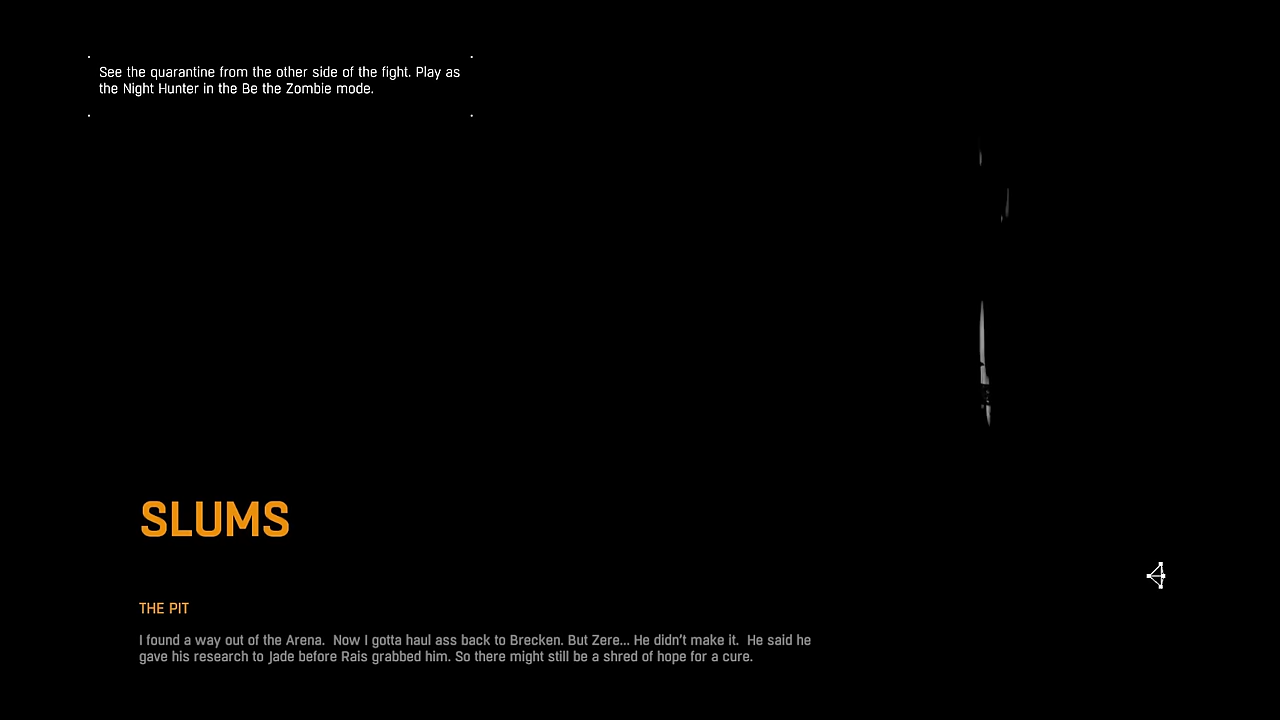 See the quarantine from the other side of the fight. Play as
the Night Hunter in the Be the Zombie mode.
SLUMS
THE PIT
I found a way out of the Arena.  Now I gotta haul ass back to Brecken. But Zere... He didn't make it.  He said he
gave his research to Jade before Rais grabbed him. So there might still be a shred of hope for a cure.